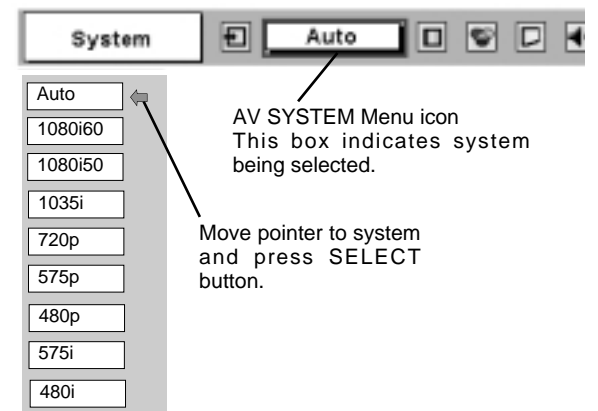 System
Auto
Auto
1080i60
1080i50
1035i
720p
575p
480p
575i
480i
AV SYSTEM Menu icon
This box indicates system
being selected.
Move pointer to system
and press SELECT
button.